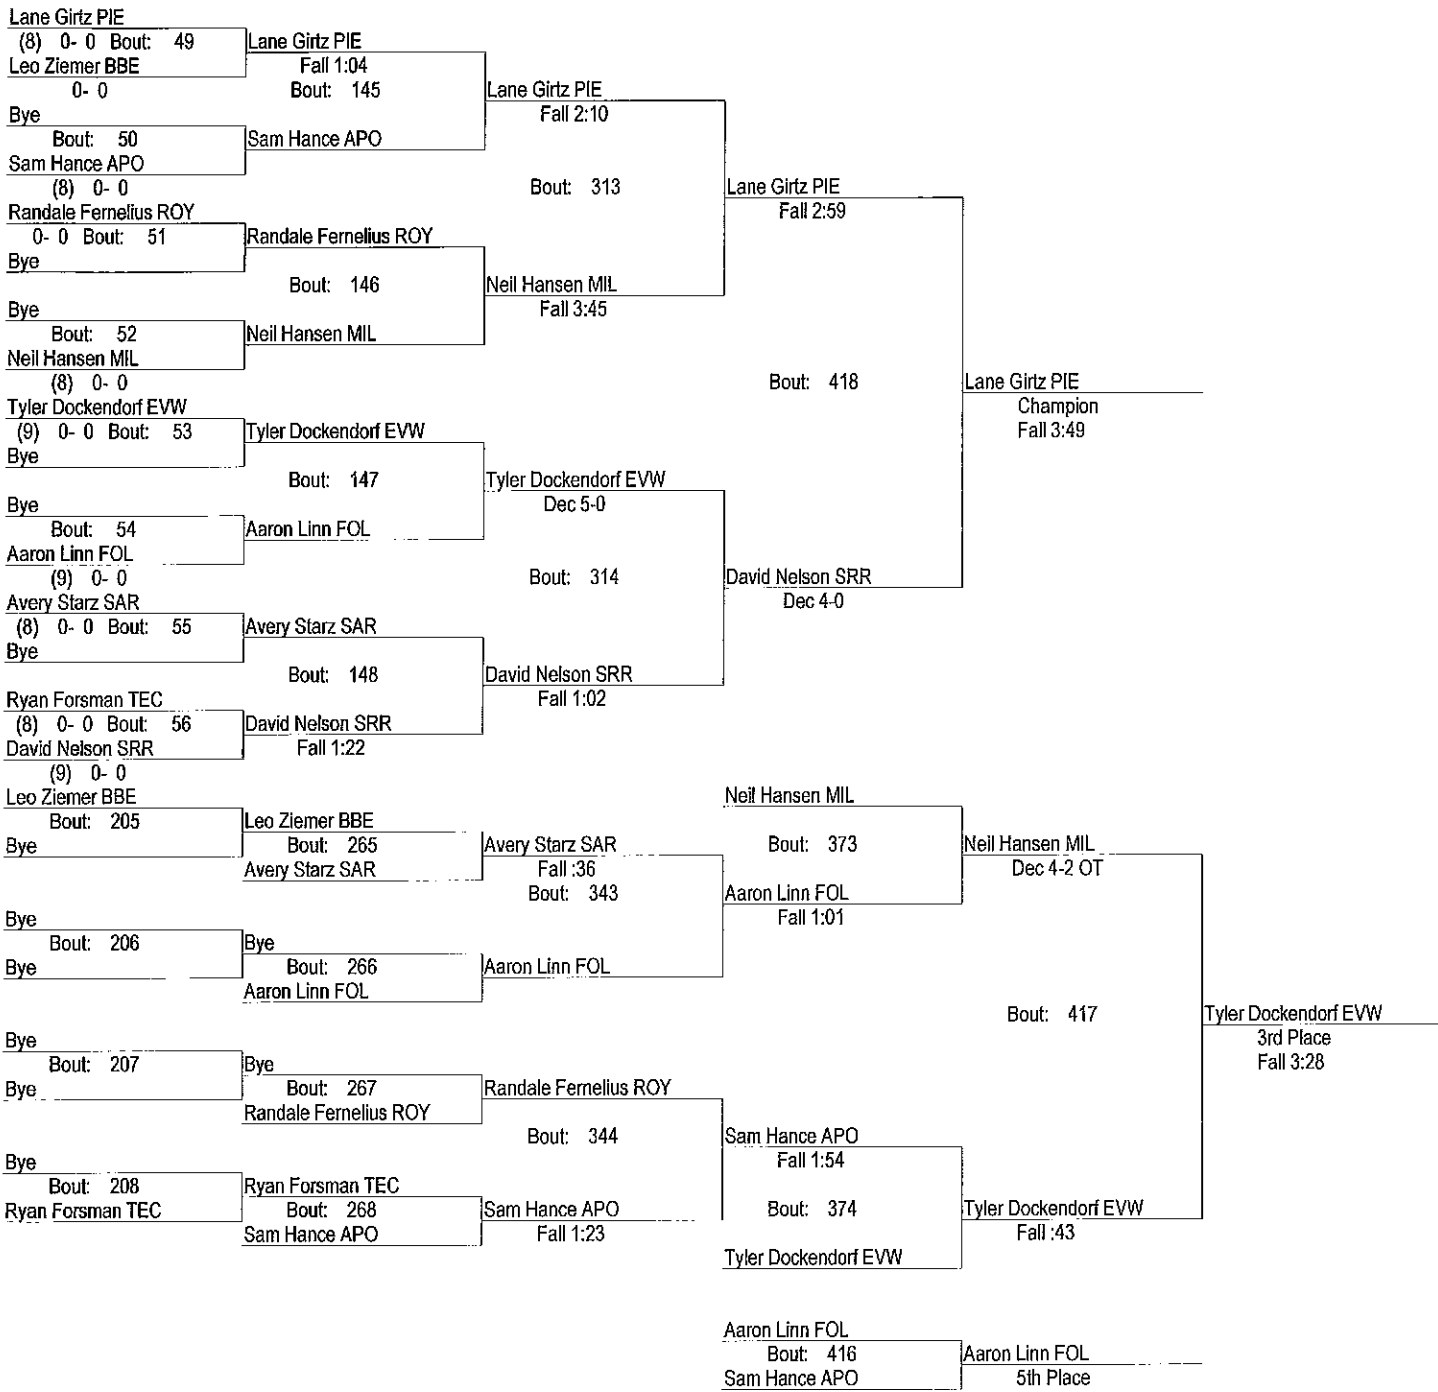 Lane Girtz PIE
(8) 0- 0 Bout: 49
Leo Ziemer BBE
0- 0
Bye
Bout: 50
Sam Hance APO
(8) 0- 0
Randale Fernelius ROY
0- 0 Bout: 51
Bye
Bye
Bout: 52
Neil Hansen MIL
(8) 0- 0
Tyler Dockendorf EVW
(9) 0- 0 Bout: 53
Bye
Bye
Bout: 54
Aaron Linn FOL
(9) 0- 0
Avery Starz SAR
(8) 0- 0 Bout: 55
Bye
Ryan Forsman TEC
(8) 0- 0 Bout: 56
David Nelson SRR
(9) 0- 0
Lane Girtz PIE
Fall 1:04
Bout: 145
Sam Hance APO
Randale Fernelius ROY
Bout: 146
Neil Hansen MIL
Tyler Dockendorf EVW
Bout: 147
Aaron Linn FOL
Avery Starz SAR
Bout: 148
David Nelson SRR
Fall 1:22
Lane Girtz PIE
Fall 2:10
Bout: 313
Neil Hansen MIL
Fall 3:45
Tyler Dockendorf EVW
Dec 5-0
Bout: 314
David Nelson SRR
Fall 1:02
Lane Girtz PIE
Fall 2:59
Bout: 418
David Nelson SRR
Dec 4-0
Lane Girtz PIE
Champion
Fall 3:49
Leo Ziemer BBE
Bout: 205
Bye
Bye
Bout: 206
Bye
Bye
Bout: 207
Bye
Bye
Bout: 208
Ryan Forsman TEC
Leo Ziemer BBE
Bout: 265
Avery Starz SAR
Bye
Bout: 266
Aaron Linn FOL
Bye
Bout: 267
Randale Fernelius ROY
Ryan Forsman TEC
Bout: 268
Sam Hance APO
Avery Starz SAR
Fall :36
Bout: 343
Aaron Linn FOL
Randale Fernelius ROY
Bout: 344
Sam Hance APO
Fall 1:23
Neil Hansen MIL
Bout: 373
Aaron Linn FOL
Fall 1:01
Sam Hance APO
Fall 1:54
Bout: 374
Tyler Dockendorf EVW
Neil Hansen MIL
Dec 4-2 OT
Bout: 417
Tyler Dockendorf EVW
Fall :43
Tyler Dockendorf EVW
3rd Place
Fall 3:28
Aaron Linn FOL
Bout: 416
Sam Hance APO
Aaron Linn FOL
5th Place